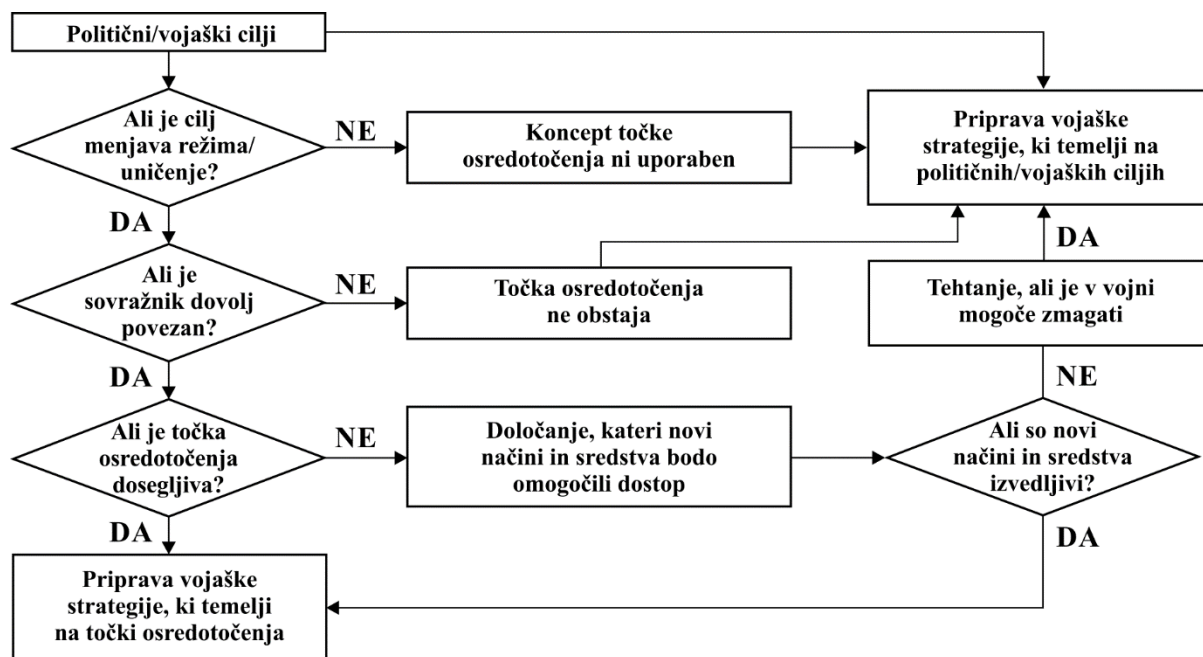 Politični/vojaški cilji
Ali je cilj
menjava režima/
uničenje?
NE
Koncept točke
osredotočenja ni uporaben
Priprava vojaške
strategije, ki temelji na
političnih/vojaških ciljih
DA
Ali je
sovražnik dovolj
povezan?
NE
Točka osredotočenja
ne obstaja
DA
Tehtanje, ali je v vojni
mogoče zmagati
DA
Ali je točka
osredotočenja
dosegljiva?
NE
Določanje, kateri novi
načini in sredstva bodo
omogočili dostop
NE
Ali so novi
načini in sredstva
izvedljivi?
DA
DA
Priprava vojaške
strategije, ki temelji
na točki osredotočenja